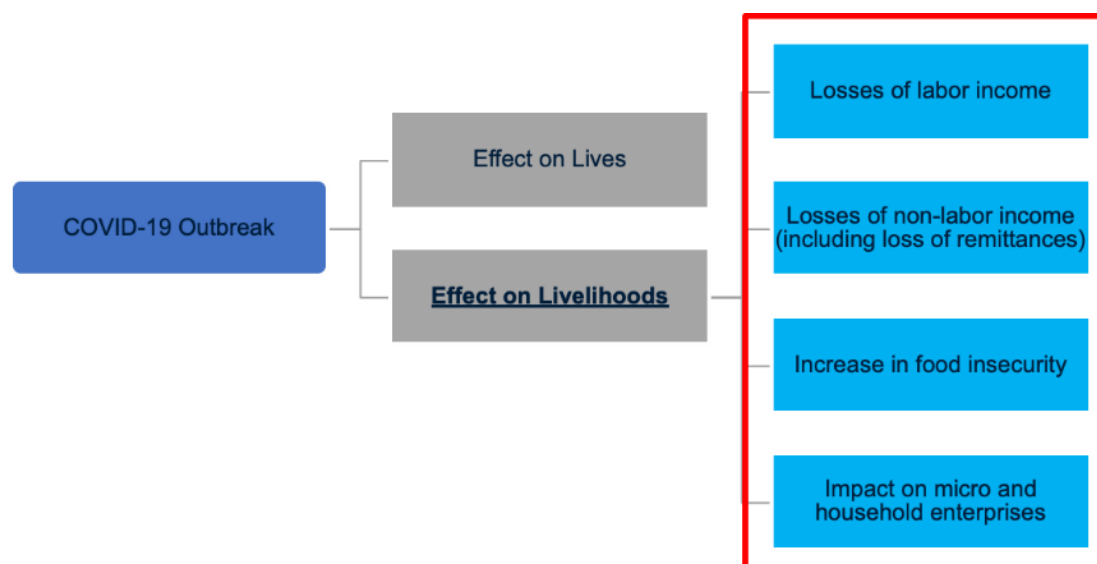 COVID-19 Outbreak
Effect on Lives
Effect on Livelihoods
Losses of labor income
Losses of non-labor income
(including loss of remittances)
Increase in food insecurity
Impact on micro and
household enterprises